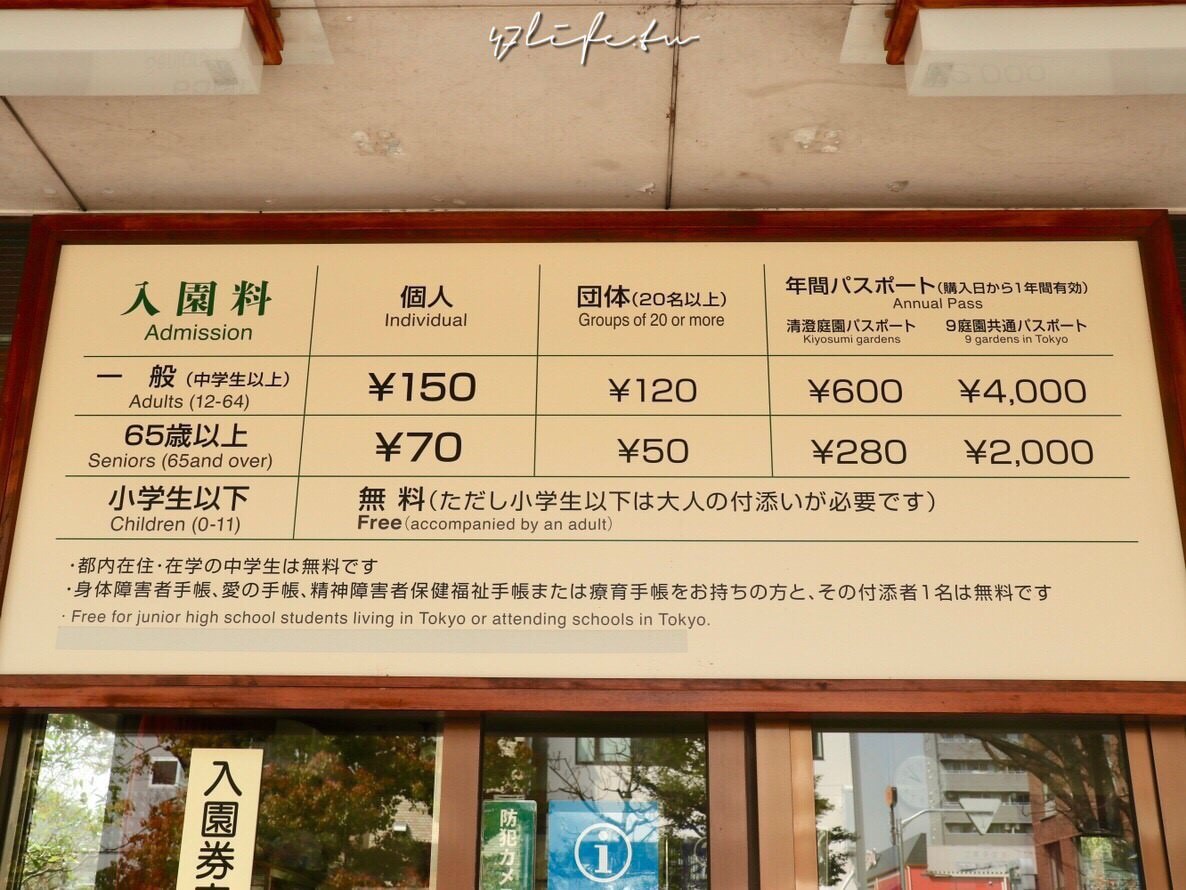 47life.tw
入園料
Admission
個人
Individual
団体(20名以上)
Groups of 20 or more
年間パスポート(購入日から1年間有効)
Annual Pass
清澄庭園パスポート
Kiyosumi gardens
9庭園共通パスポート
9 gardens in Tokyo
一 般 (中学生以上)
Adults (12-64)
¥150
¥120
¥600
¥4,000
65歳以上
Seniors (65and over)
¥70
¥50
¥280
¥2,000
小学生以下
Children (0-11)
無 料(ただし小学生以下は大人の付添いが必要です)
Free(accompanied by an adult)
・都内在住・在学の中学生は無料です
・身体障害者手帳、愛の手帳、精神障害者保健福祉手帳または療育手帳をお持ちの方と、その付添者1名は無料です
・Free for junior high school students living in Tokyo or attending schools in Tokyo.
入園券
防犯カメ
i